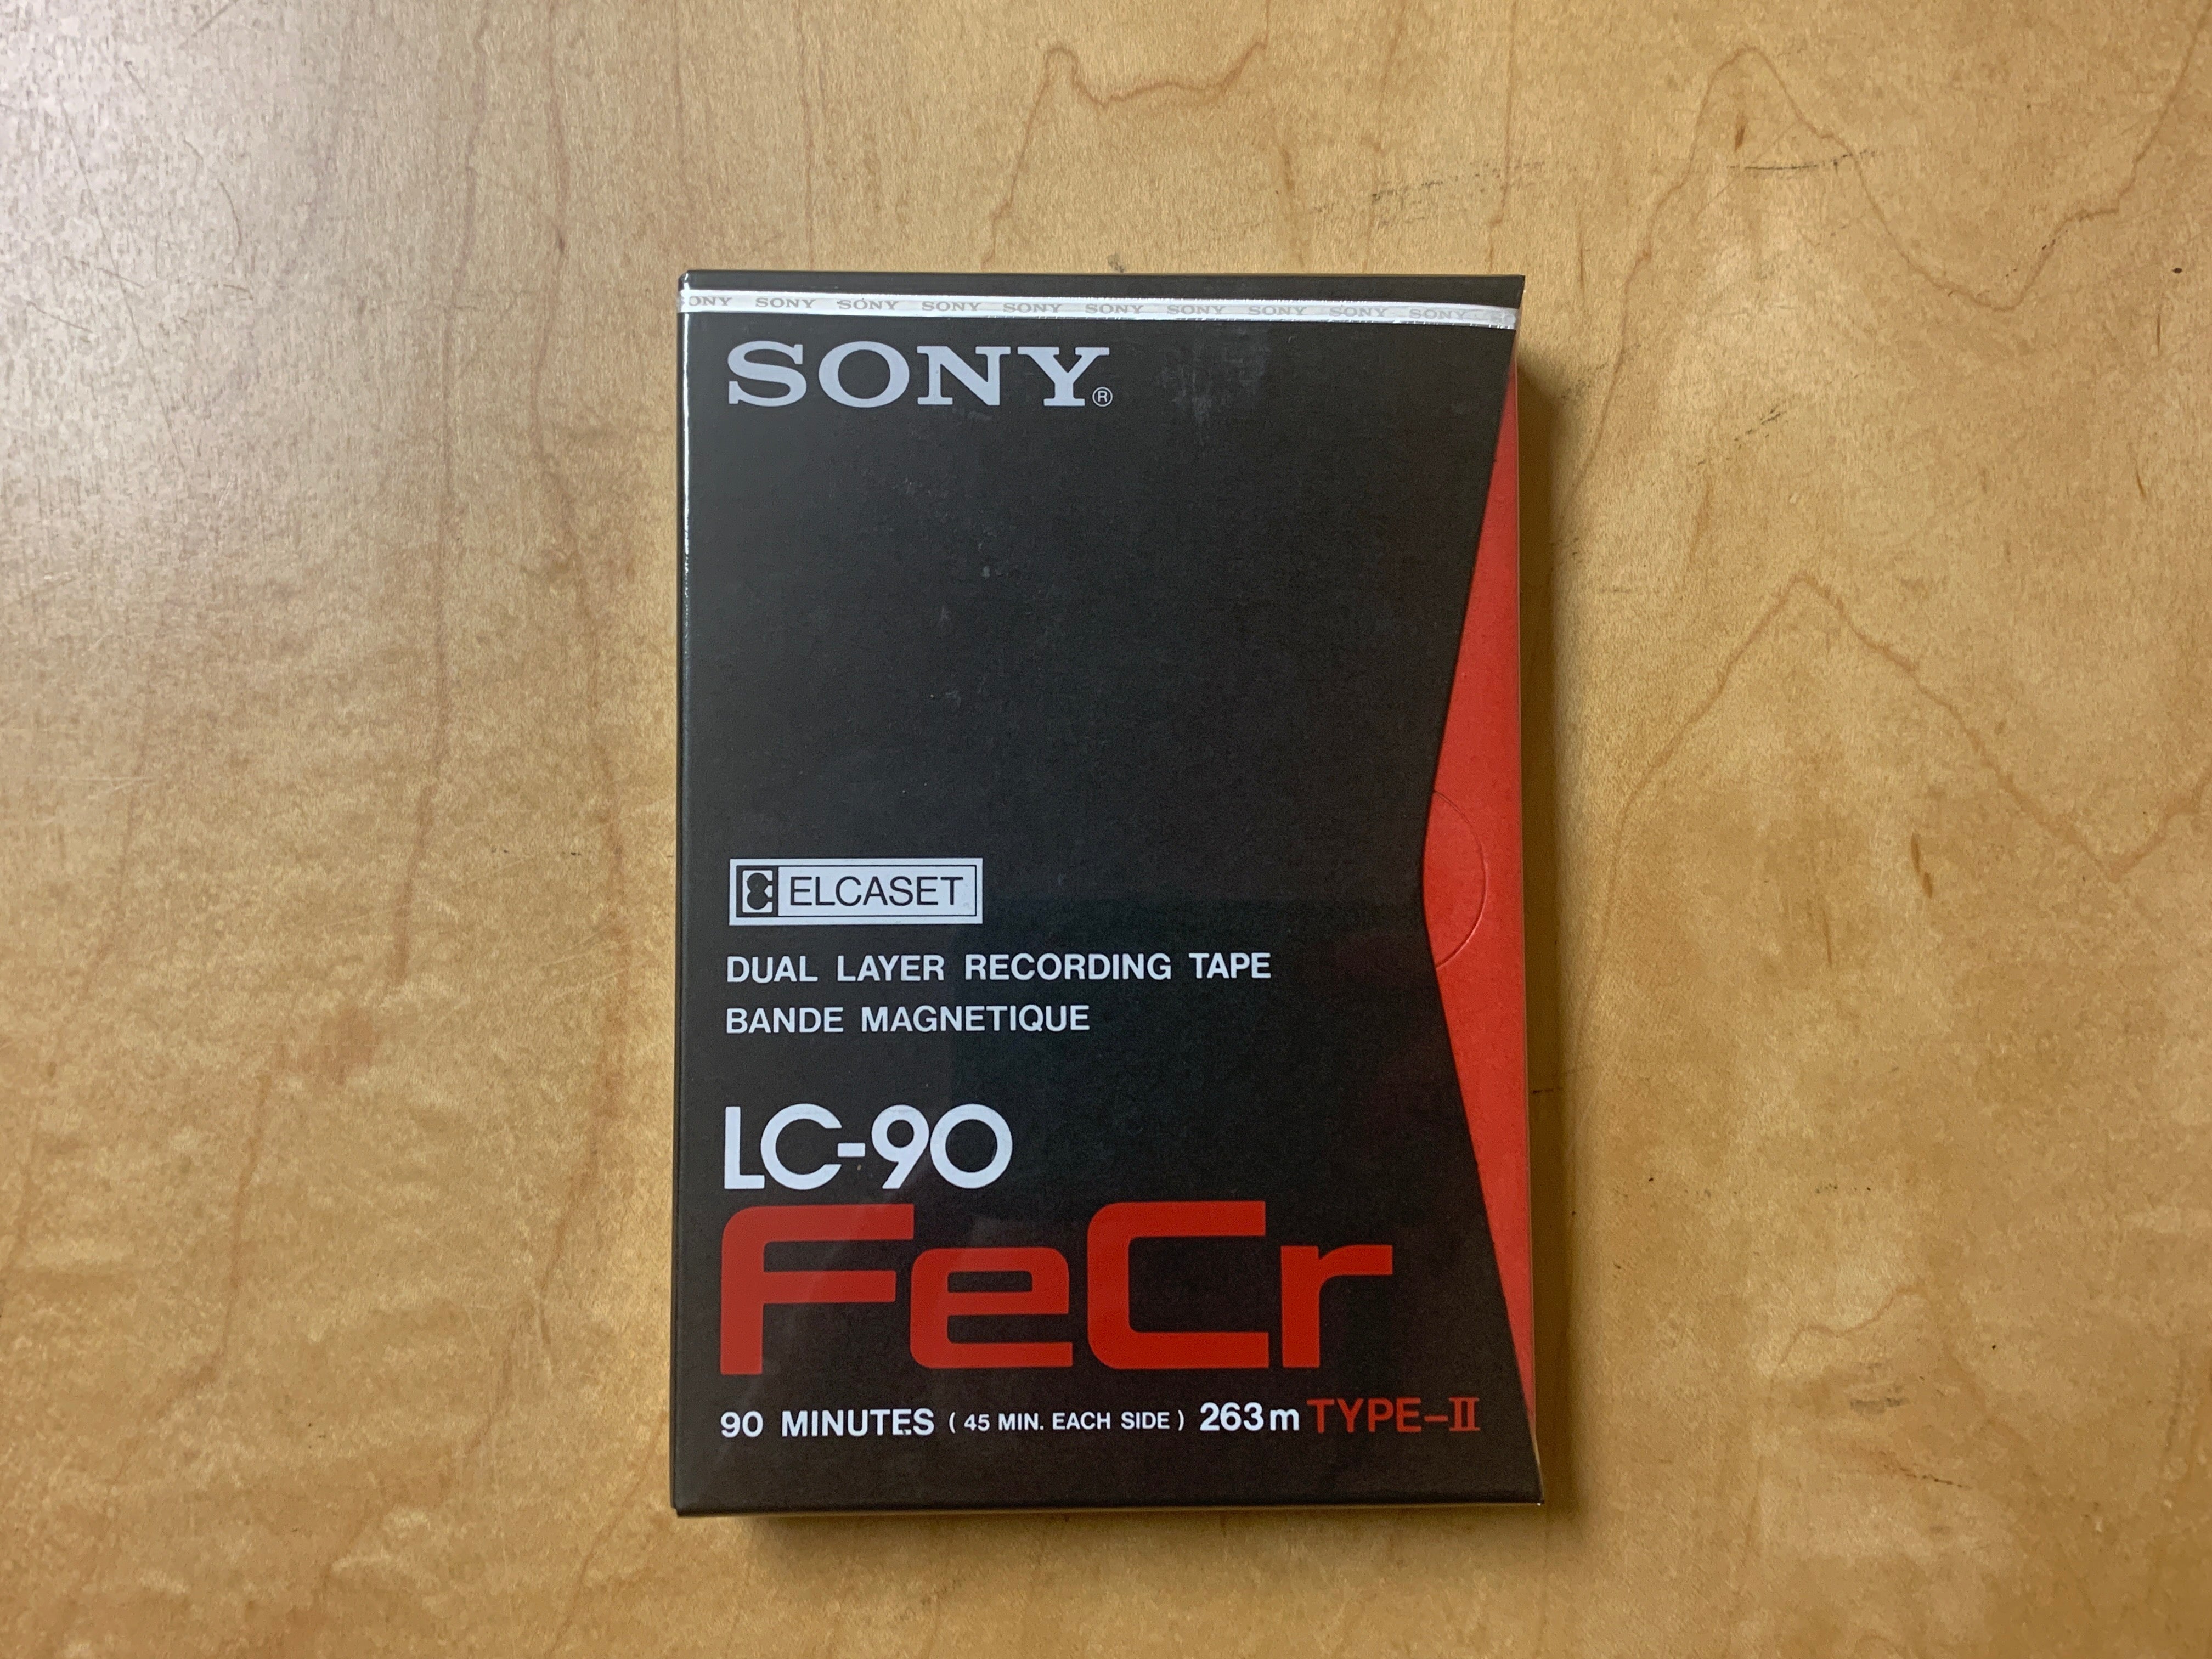 ONY SONY SONY SONY SONY SONY SONY SONY SONY SONY
SONY®
ELCASET
DUAL LAYER RECORDING TAPE
BANDE MAGNETIQUE
LC-90
FeCr
90 MINUTES ( 45 MIN. EACH SIDE ) 263m TYPE-II